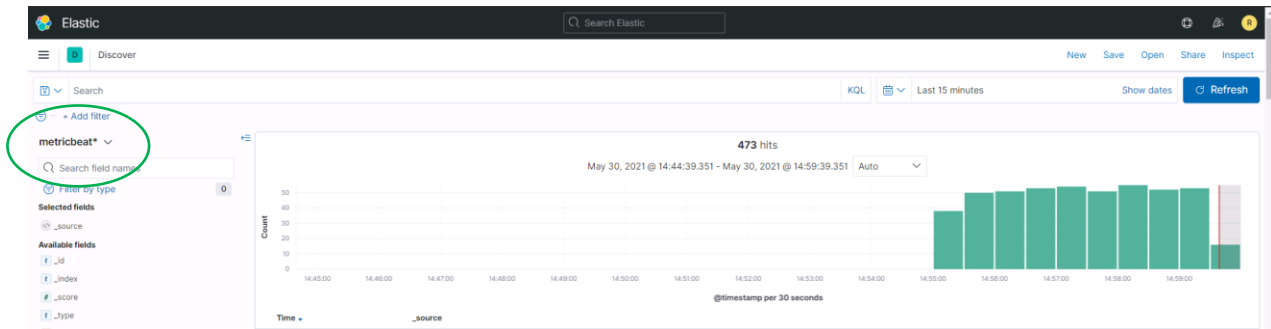 Elastic
Search Elastic
R
D Discover
New Save Open Share Inspect
Search
KQL
Last 15 minutes
Show dates
Refresh
+ Add filter
metricbeat*
Search field names
Filter by type 0
Selected fields
_source
Available fields
t _id
t _index
# _score
t _type
473 hits
May 30, 2021 @ 14:44:39.351 - May 30, 2021 @ 14:59:39.351 Auto
Count
50
40
30
20
10
0
14:45:00 14:46:00 14:47:00 14:48:00 14:49:00 14:50:00 14:51:00 14:52:00 14:53:00 14:54:00 14:55:00 14:56:00 14:57:00 14:58:00 14:59:00
@timestamp per 30 seconds
Time _source